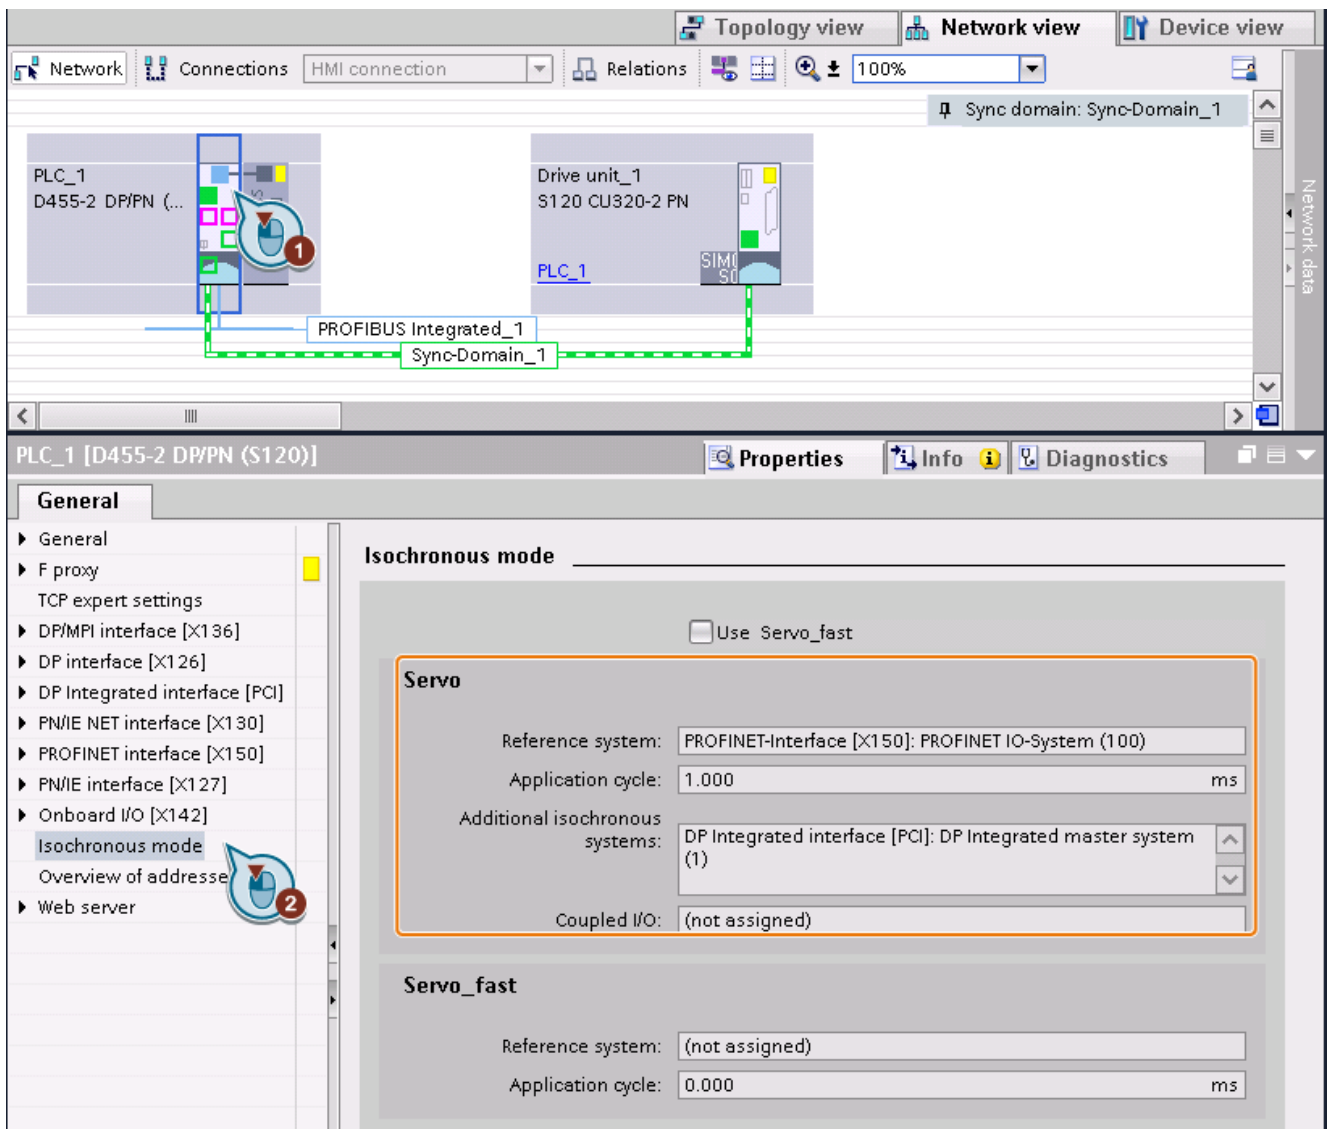 Topology view
Network view
Device view
Network
Connections
HMI connection
Relations
100%
Sync domain: Sync-Domain_1
PLC_1
D455-2 DP/PN (...
Drive unit_1
S120 CU320-2 PN
PLC_1
1
PROFIBUS Integrated_1
Sync-Domain_1
Network data
PLC_1 [D455-2 DP/PN (S120)]
Properties
Info
Diagnostics
General
General
F proxy
TCP expert settings
DP/MPI interface [X136]
DP interface [X126]
DP Integrated interface [PCI]
PN/IE NET interface [X130]
PROFINET interface [X150]
PN/IE interface [X127]
Onboard I/O [X142]
Isochronous mode
Overview of addresse
Web server
2
Isochronous mode
Use Servo_fast
Servo
Reference system: PROFINET-Interface [X150]: PROFINET IO-System (100)
Application cycle: 1.000 ms
Additional isochronous
systems: DP Integrated interface [PCI]: DP Integrated master system
(1)
Coupled I/O: (not assigned)
Servo_fast
Reference system: (not assigned)
Application cycle: 0.000 ms